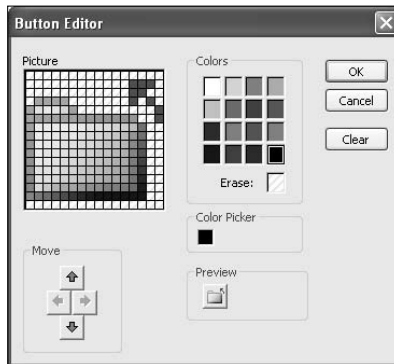 Button Editor
Picture
Colors
OK
Cancel
Clear
Erase:
Color Picker
Move
Preview